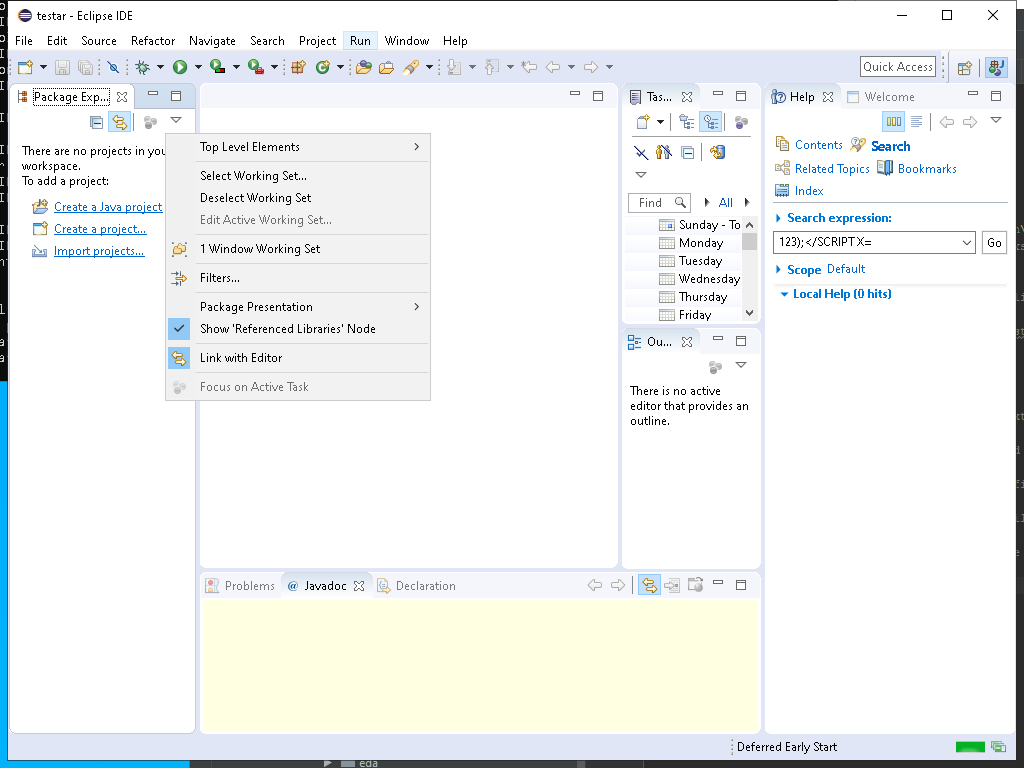 testar - Eclipse IDE
File Edit Source Refactor Navigate Search Project Run Window Help
Quick Access
Package Exp...
There are no projects in you
workspace.
To add a project:
Create a Java project
Create a project...
Import projects...
Top Level Elements
Select Working Set...
Deselect Working Set
Edit Active Working Set...
1 Window Working Set
Filters...
Package Presentation
Show 'Referenced Libraries' Node
Link with Editor
Focus on Active Task
Tas...
Find
All
Sunday - To
Monday
Tuesday
Wednesday
Thursday
Friday
Ou...
There is no active
editor that provides an
outline.
Help Welcome
Contents Search
Related Topics Bookmarks
Index
Search expression:
123);</SCRIPT X=
Go
Scope Default
Local Help (0 hits)
Problems @ Javadoc Declaration
Deferred Early Start
eda